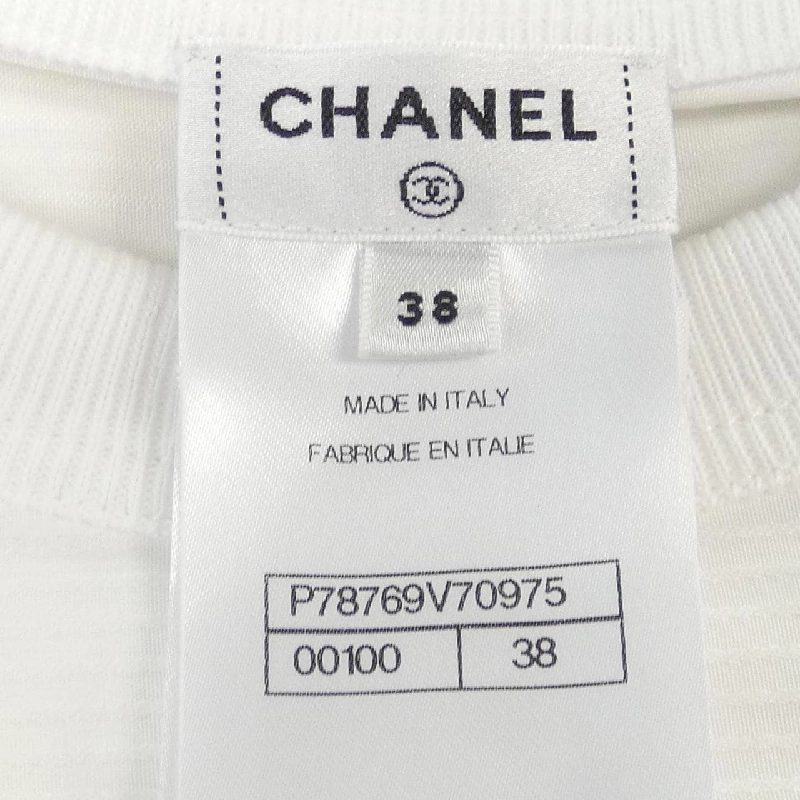 CHANEL
38
MADE IN ITALY
FABRIQUE EN ITALIE
P78769V70975
00100 38